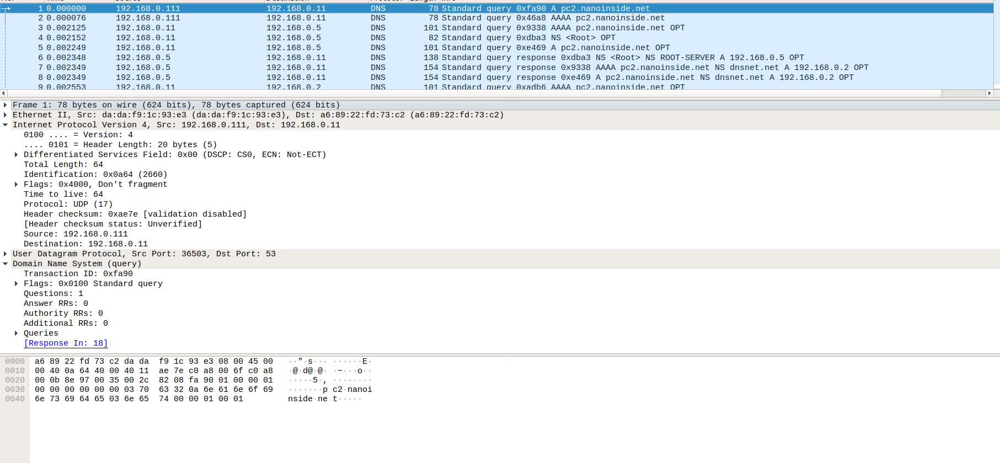 1 0.000000 192.168.0.111 192.168.0.11 DNS 78 Standard query 0xfa90 A pc2.nanoinside.net
2 0.000076 192.168.0.111 192.168.0.11 DNS 78 Standard query 0x46a8 AAAA pc2.nanoinside.net
3 0.002125 192.168.0.11 192.168.0.5 DNS 101 Standard query 0x9338 AAAA pc2.nanoinside.net OPT
4 0.002152 192.168.0.11 192.168.0.5 DNS 82 Standard query 0xdba3 NS <Root> OPT
5 0.002249 192.168.0.11 192.168.0.5 DNS 101 Standard query 0xe469 A pc2.nanoinside.net OPT
6 0.002348 192.168.0.5 192.168.0.11 DNS 138 Standard query response 0xdba3 NS <Root> NS ROOT-SERVER A 192.168.0.5 OPT
7 0.002349 192.168.0.5 192.168.0.11 DNS 154 Standard query response 0x9338 AAAA pc2.nanoinside.net NS dnsnet.net A 192.168.0.2 OPT
8 0.002349 192.168.0.5 192.168.0.11 DNS 154 Standard query response 0xe469 A pc2.nanoinside.net NS dnsnet.net A 192.168.0.2 OPT
9 0.002553 192.168.0.11 192.168.0.2 DNS 101 Standard query 0xadb6 AAAA pc2.nanoinside.net OPT
Frame 1: 78 bytes on wire (624 bits), 78 bytes captured (624 bits)
Ethernet II, Src: da:da:f9:1c:93:e3 (da:da:f9:1c:93:e3), Dst: a6:89:22:fd:73:c2 (a6:89:22:fd:73:c2)
Internet Protocol Version 4, Src: 192.168.0.111, Dst: 192.168.0.11
0100 .... = Version: 4
.... 0101 = Header Length: 20 bytes (5)
Differentiated Services Field: 0x00 (DSCP: CS0, ECN: Not-ECT)
Total Length: 64
Identification: 0x0a64 (2660)
Flags: 0x4000, Don't fragment
Time to live: 64
Protocol: UDP (17)
Header checksum: 0xae7e [validation disabled]
[Header checksum status: Unverified]
Source: 192.168.0.111
Destination: 192.168.0.11
User Datagram Protocol, Src Port: 36503, Dst Port: 53
Domain Name System (query)
Transaction ID: 0xfa90
Flags: 0x0100 Standard query
Questions: 1
Answer RRs: 0
Authority RRs: 0
Additional RRs: 0
Queries
[Response In: 18]
0000 a6 89 22 fd 73 c2 da da f9 1c 93 e3 08 00 45 00 ··"·s··· ······E·
0010 00 40 0a 64 40 00 40 11 ae 7e c0 a8 00 6f c0 a8 ·@·d@·@· ·~···o··
0020 00 0b 8e 97 00 35 00 2c 82 08 fa 90 01 00 00 01 ·····5·, ········
0030 00 00 00 00 00 00 03 70 63 32 0a 6e 61 6e 6f 69 ·······p c2·nanoi
0040 6e 73 69 64 65 03 6e 65 74 00 00 01 00 01 nside·ne t·····